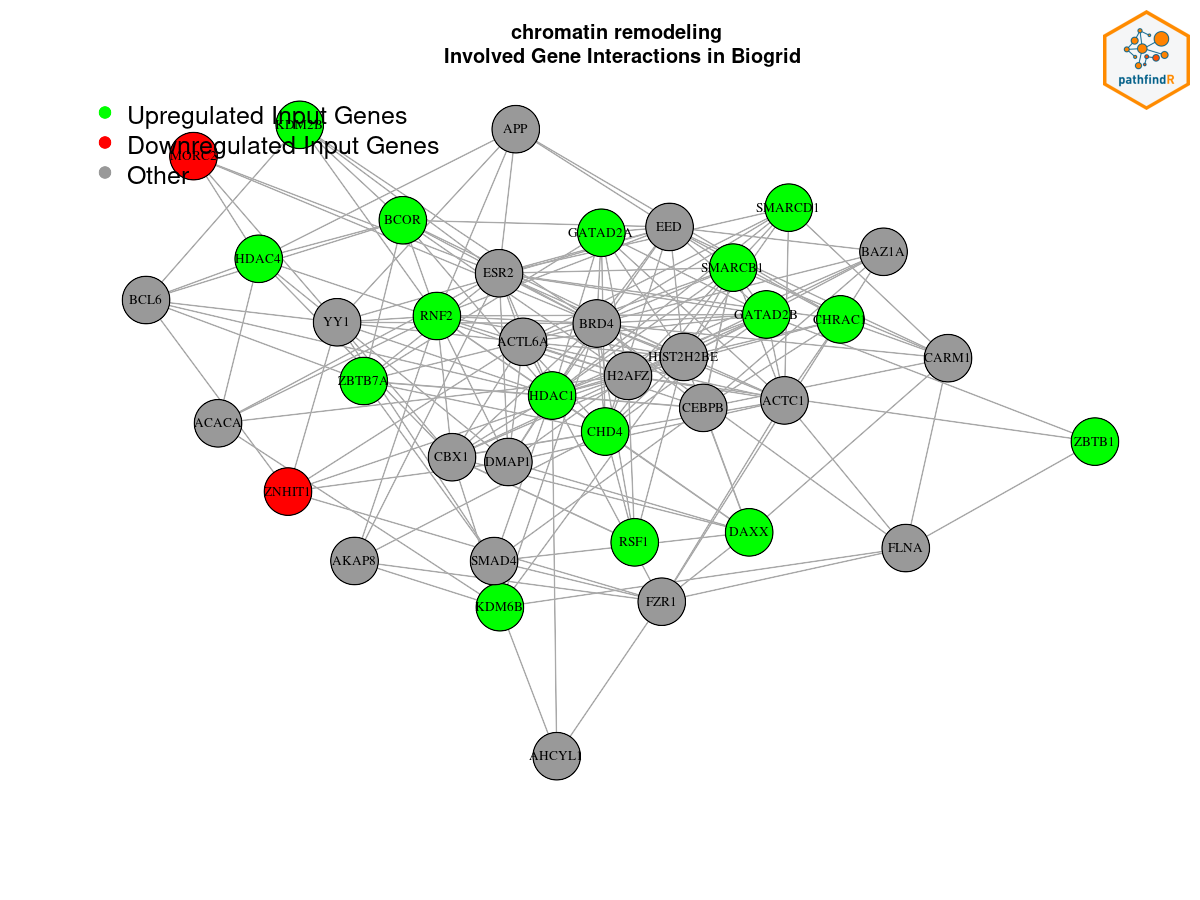 chromatin remodeling
Involved Gene Interactions in Biogrid
pathfindR
Upregulated Input Genes
Downregulated Input Genes
Other
KDM2B
APP
SMARCD1
BCOR
GATAD2A
EED
BAZ1A
HDAC4
ESR2
SMARCB1
BCL6
YY1
RNF2
BRD4
GATAD2B
CHRAC1
ACTL6A
HIST2H2BE
CARM1
ZBTB7A
H2AFZ
HDAC1
CEBPB
ACTC1
ACACA
CHD4
ZBTB1
CBX1
DMAP1
ZNHIT1
RSF1
DAXX
FLNA
AKAP8
SMAD4
KDM6B
FZR1
AHCYL1